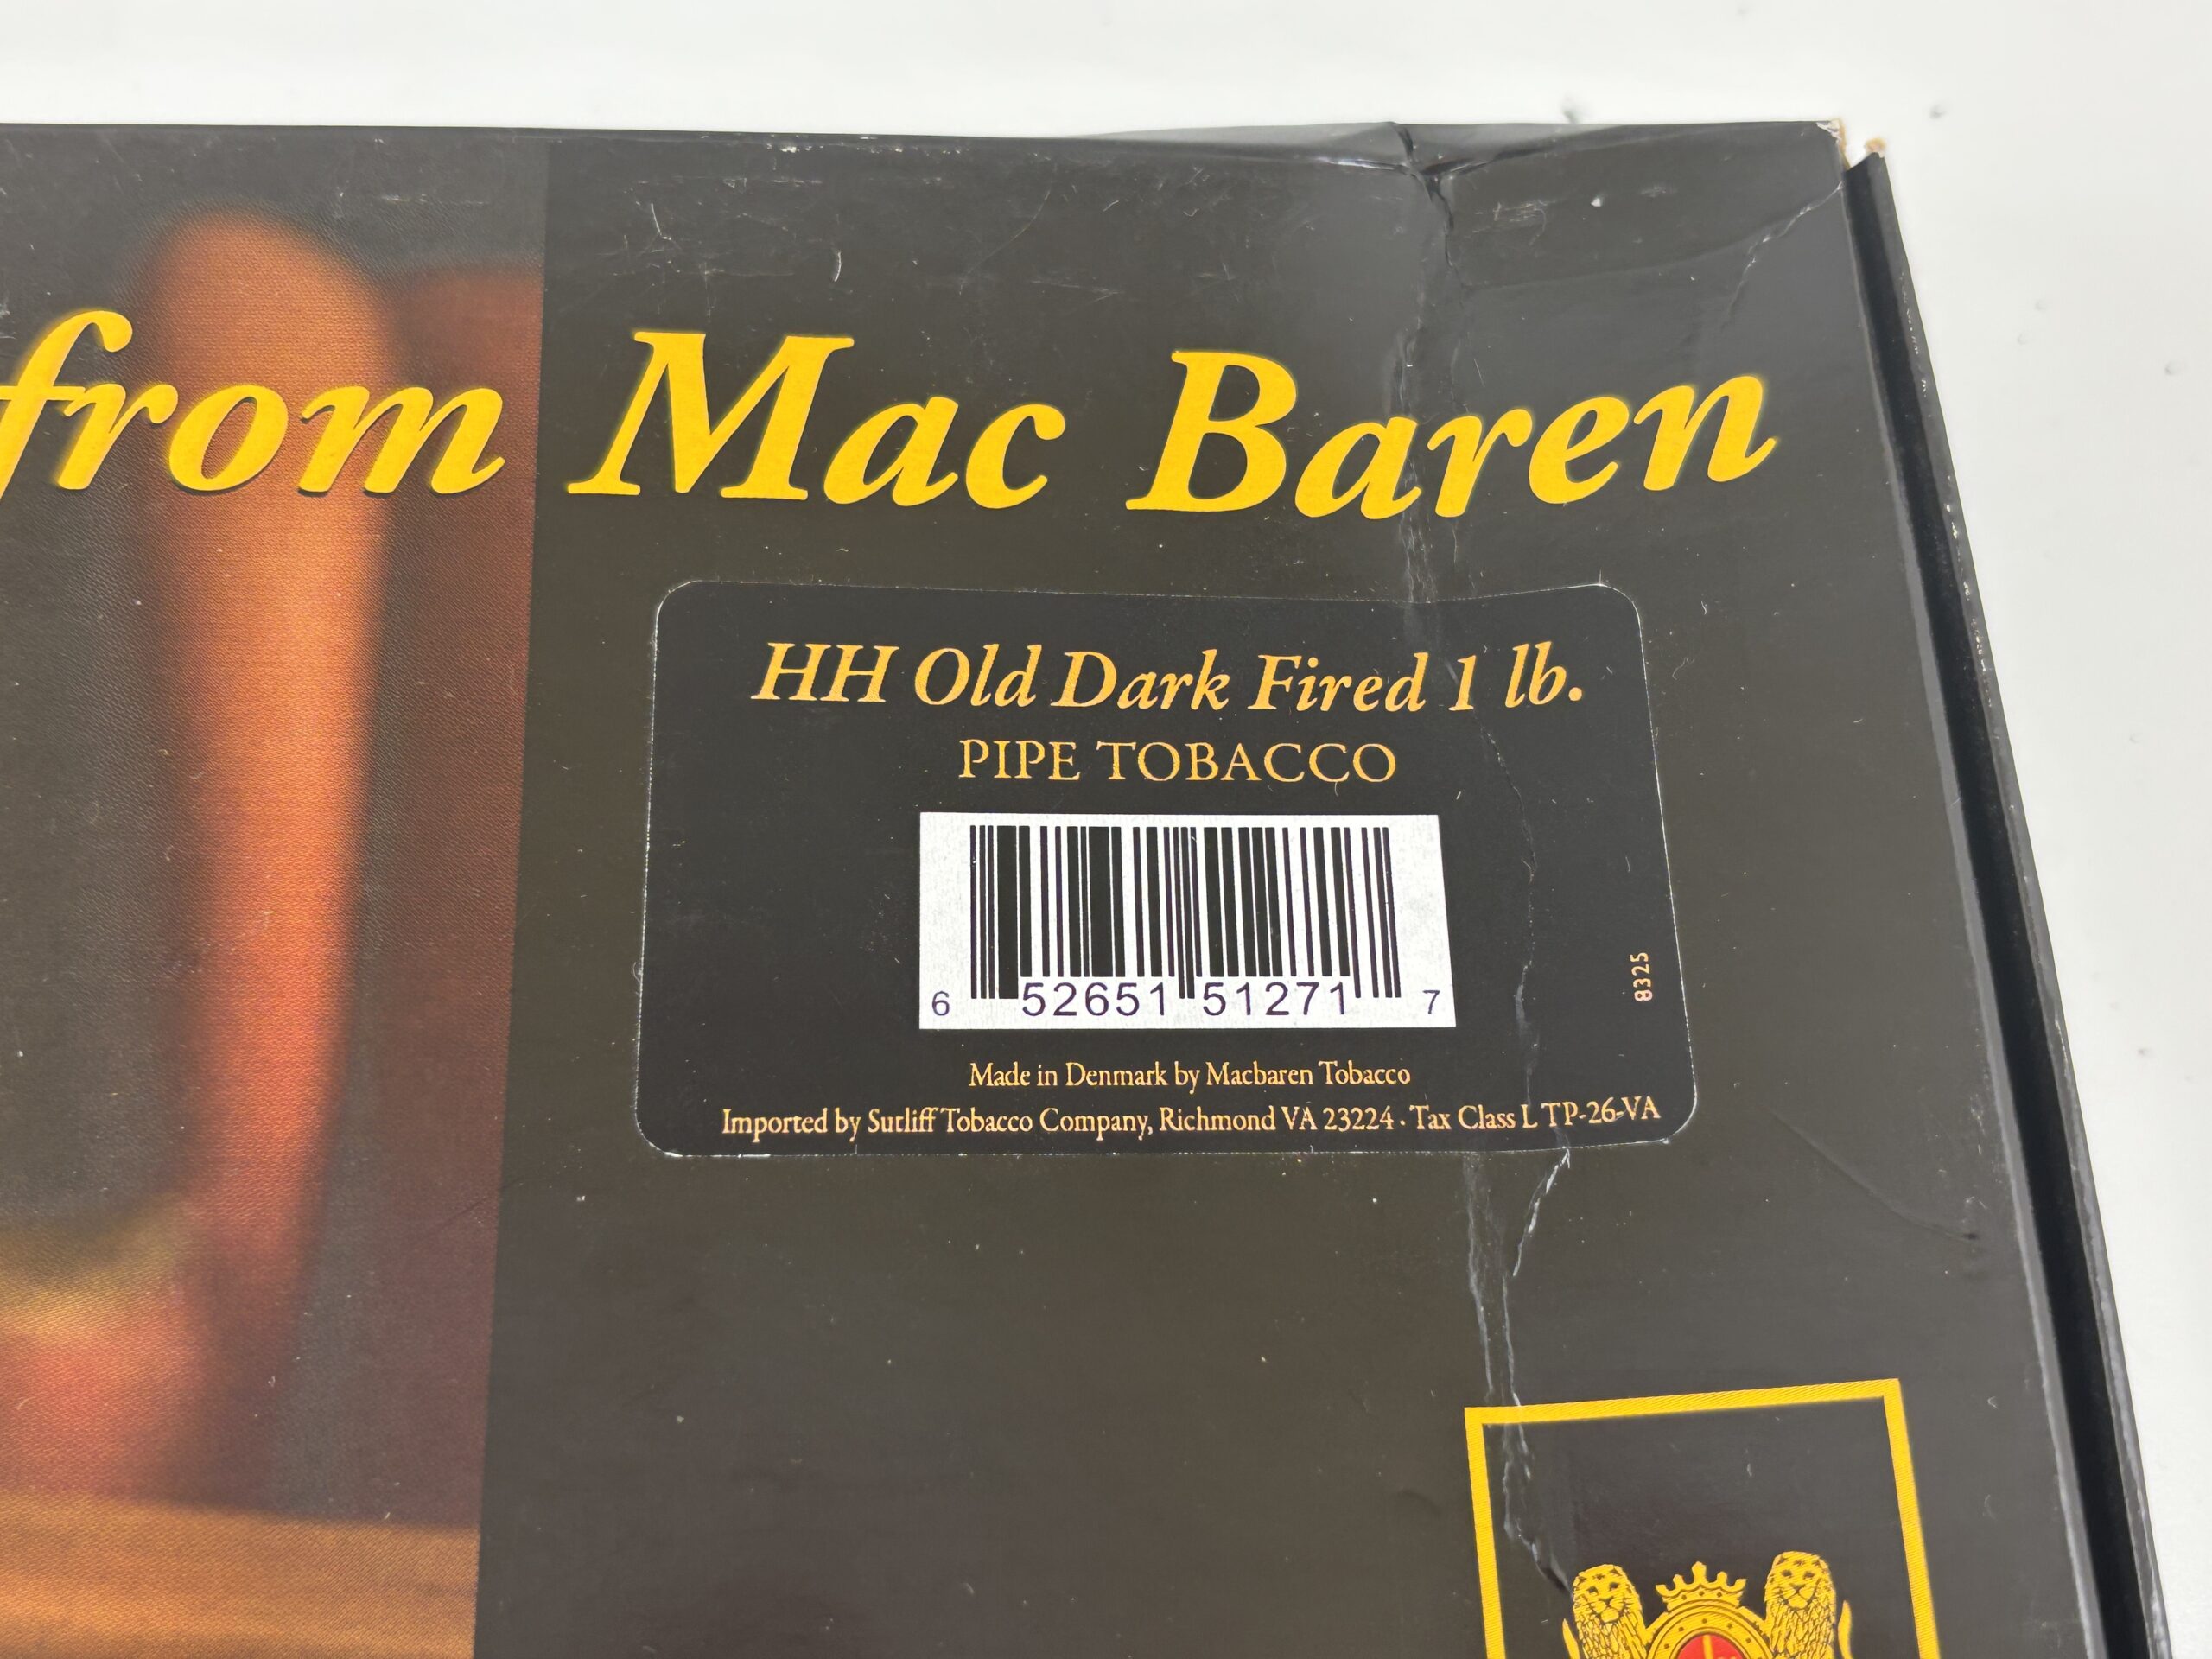 from Mac Baren
HH Old Dark Fired 1 lb.
PIPE TOBACCO
6 52651 51271 7
8325
Made in Denmark by Macbaren Tobacco
Imported by Sutliff Tobacco Company, Richmond VA 23224 · Tax Class L TP-26-VA